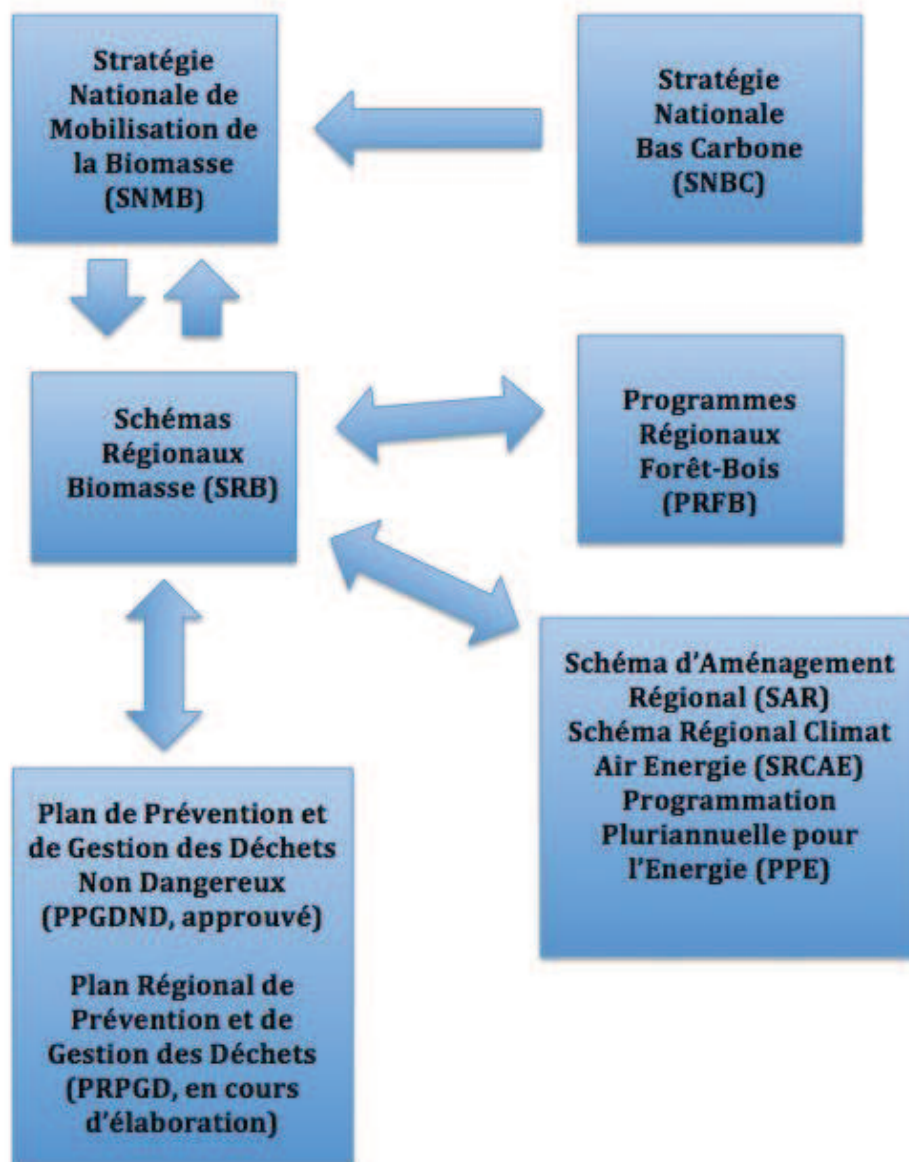 Stratégie
Nationale de
Mobilisation de
la Biomasse
(SNMB)
Stratégie
Nationale
Bas Carbone
(SNBC)
Schémas
Régionaux
Biomasse (SRB)
Programmes
Régionaux
Forêt-Bois
(PRFB)
Schéma d'Aménagement
Régional (SAR)
Schéma Régional Climat
Air Energie (SRCAE)
Programmation
Pluriannuelle pour
l'Energie (PPE)
Plan de Prévention et
de Gestion des Déchets
Non Dangereux
(PPGDND, approuvé)
Plan Régional de
Prévention et de
Gestion des Déchets
(PRPGD, en cours
d'élaboration)